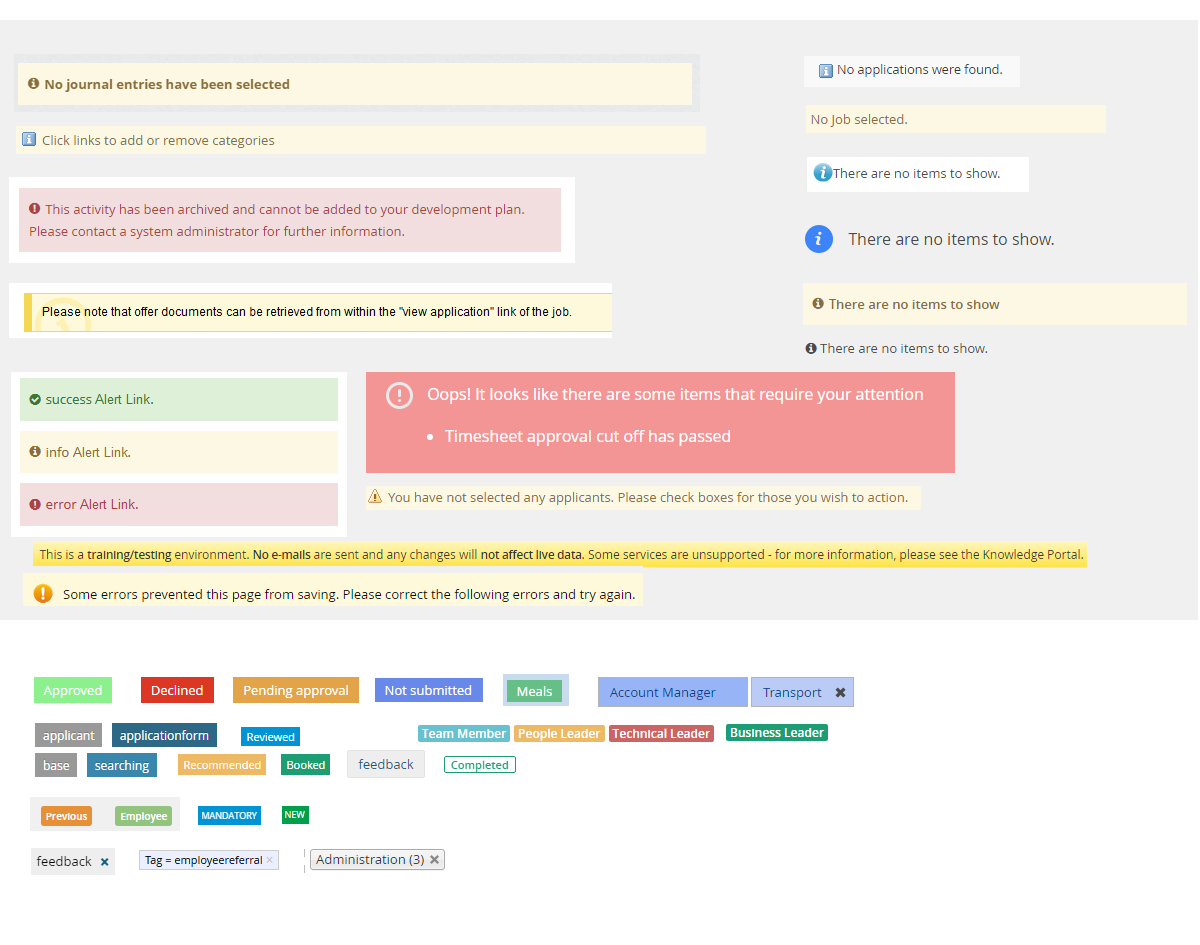 No journal entries have been selected
No applications were found.
No Job selected.
Click links to add or remove categories
There are no items to show.
This activity has been archived and cannot be added to your development plan.
Please contact a system administrator for further information.
There are no items to show.
Please note that offer documents can be retrieved from within the "view application" link of the job.
There are no items to show
There are no items to show.
success Alert Link.
info Alert Link.
error Alert Link.
Oops! It looks like there are some items that require your attention
• Timesheet approval cut off has passed
You have not selected any applicants. Please check boxes for those you wish to action.
This is a training/testing environment. No e-mails are sent and any changes will not affect live data. Some services are unsupported - for more information, please see the Knowledge Portal.
Some errors prevented this page from saving. Please correct the following errors and try again.
Approved Declined Pending approval Not submitted Meals Account Manager Transport ✖
applicant applicationform Reviewed Team Member People Leader Technical Leader Business Leader
base searching Recommended Booked feedback Completed
Previous Employee MANDATORY NEW
feedback × Tag = employeereferral × Administration (3) ✖